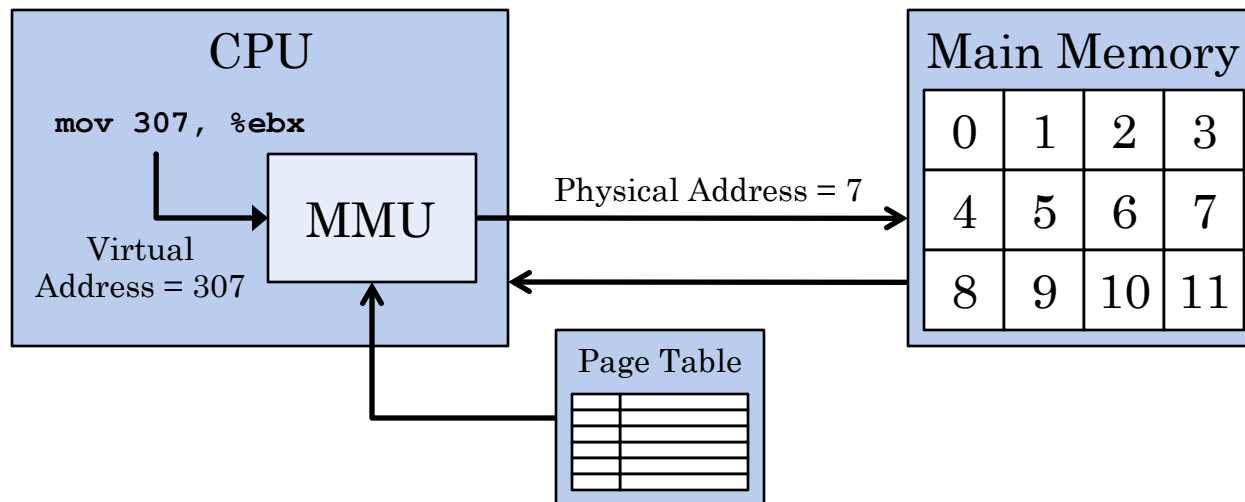 CPU
mov 307, %ebx
MMU
Virtual
Address = 307
Physical Address = 7
Main Memory
0 1 2 3
4 5 6 7
8 9 10 11
Page Table